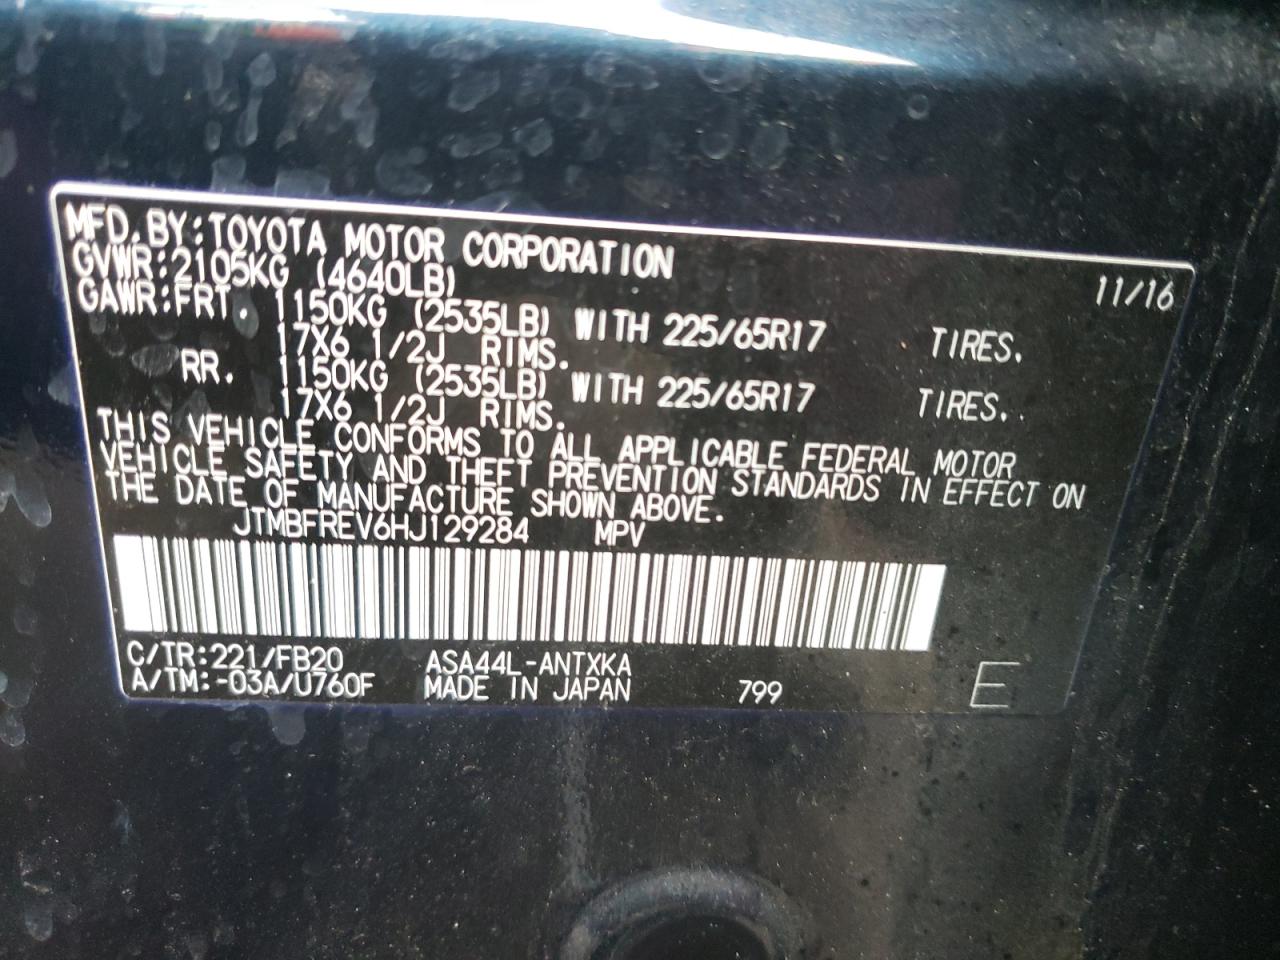 MFD. BY: TOYOTA MOTOR CORPORATION 11/16
GVWR: 2105KG (4640LB)
GAWR: FRT. 1150KG (2535LB) WITH 225/65R17 TIRES.
17X6 1/2J RIMS.
RR. 1150KG (2535LB) WITH 225/65R17 TIRES.
17X6 1/2J RIMS.
THIS VEHICLE CONFORMS TO ALL APPLICABLE FEDERAL MOTOR
VEHICLE SAFETY AND THEFT PREVENTION STANDARDS IN EFFECT ON
THE DATE OF MANUFACTURE SHOWN ABOVE.
JTMBFREV6HJ129284 MPV
C/TR: 221/FB20 ASA44L-ANTXKA
A/TM: -03A/U760F MADE IN JAPAN 799 E